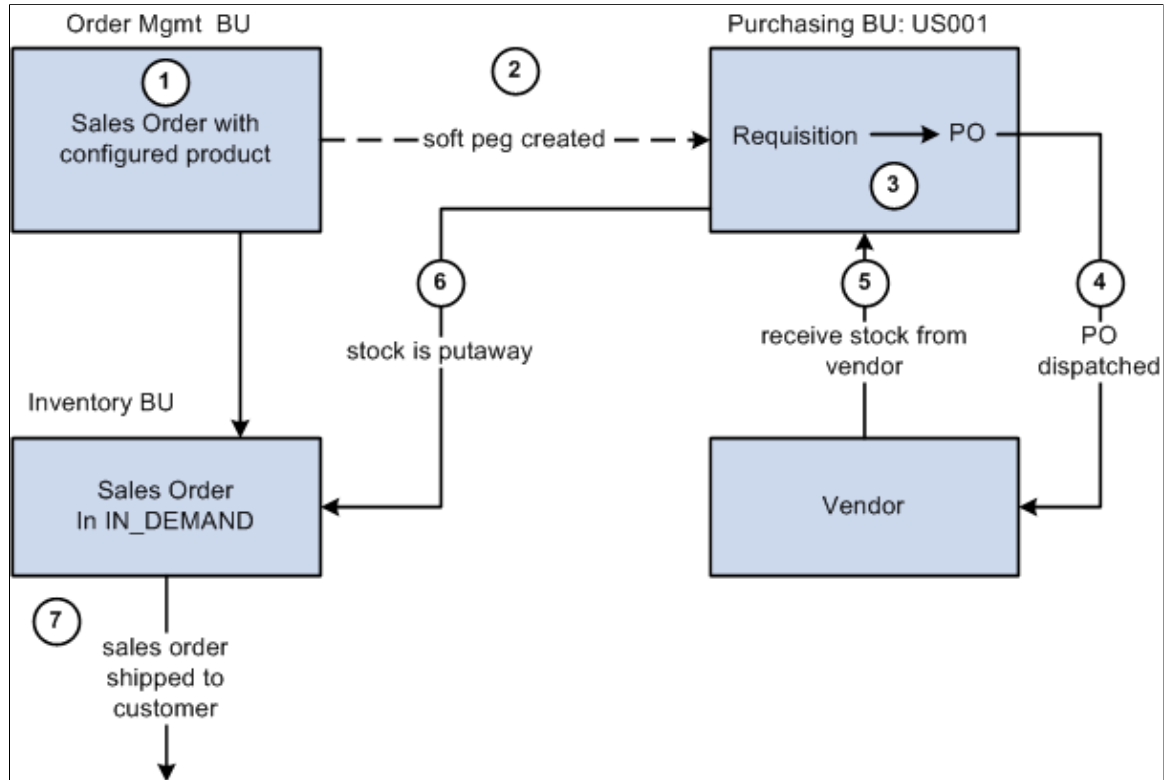 Order Mgmt BU
Purchasing BU: US001
1
Sales Order with
configured product
2
soft peg created
Requisition
PO
3
6
stock is putaway
5
receive stock from
vendor
4
PO
dispatched
Inventory BU
Sales Order
In IN_DEMAND
Vendor
7
sales order
shipped to
customer